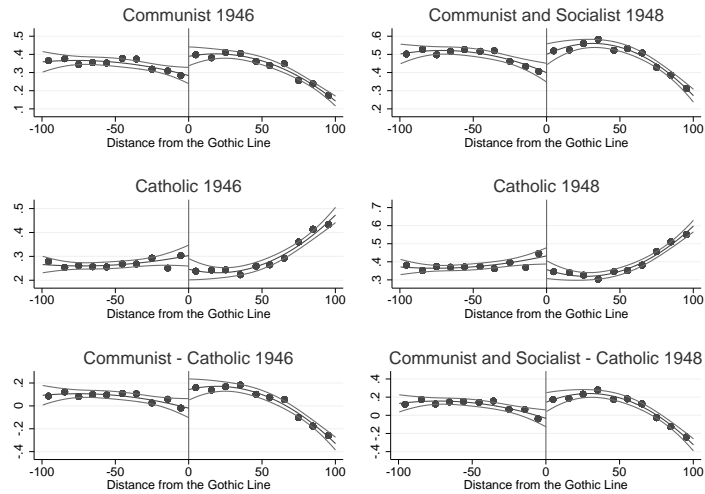 Communist 1946
.1 .2 .3 .4 .5
-100 -50 0 50 100
Distance from the Gothic Line
Communist and Socialist 1948
.2 .3 .4 .5 .6
-100 -50 0 50 100
Distance from the Gothic Line
Catholic 1946
.2 .3 .4 .5
-100 -50 0 50 100
Distance from the Gothic Line
Catholic 1948
.3 .4 .5 .6 .7
-100 -50 0 50 100
Distance from the Gothic Line
Communist - Catholic 1946
-.4 -.2 0 .2
-100 -50 0 50 100
Distance from the Gothic Line
Communist and Socialist - Catholic 1948
-.4 -.2 0 .2 .4
-100 -50 0 50 100
Distance from the Gothic Line